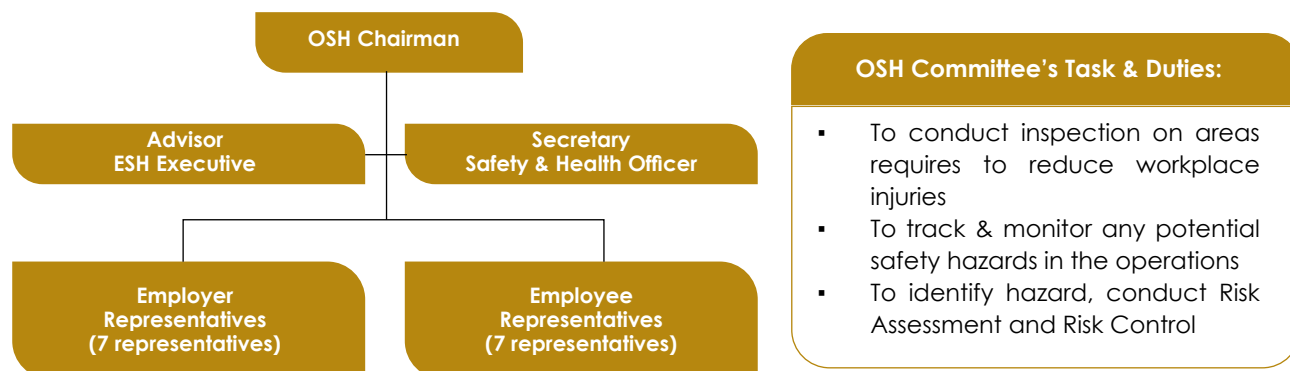 OSH Chairman
Advisor
ESH Executive
Secretary
Safety & Health Officer
Employer
Representatives
(7 representatives)
Employee
Representatives
(7 representatives)
OSH Committee's Task & Duties:
▪ To conduct inspection on areas
requires to reduce workplace
injuries
▪ To track & monitor any potential
safety hazards in the operations
▪ To identify hazard, conduct Risk
Assessment and Risk Control